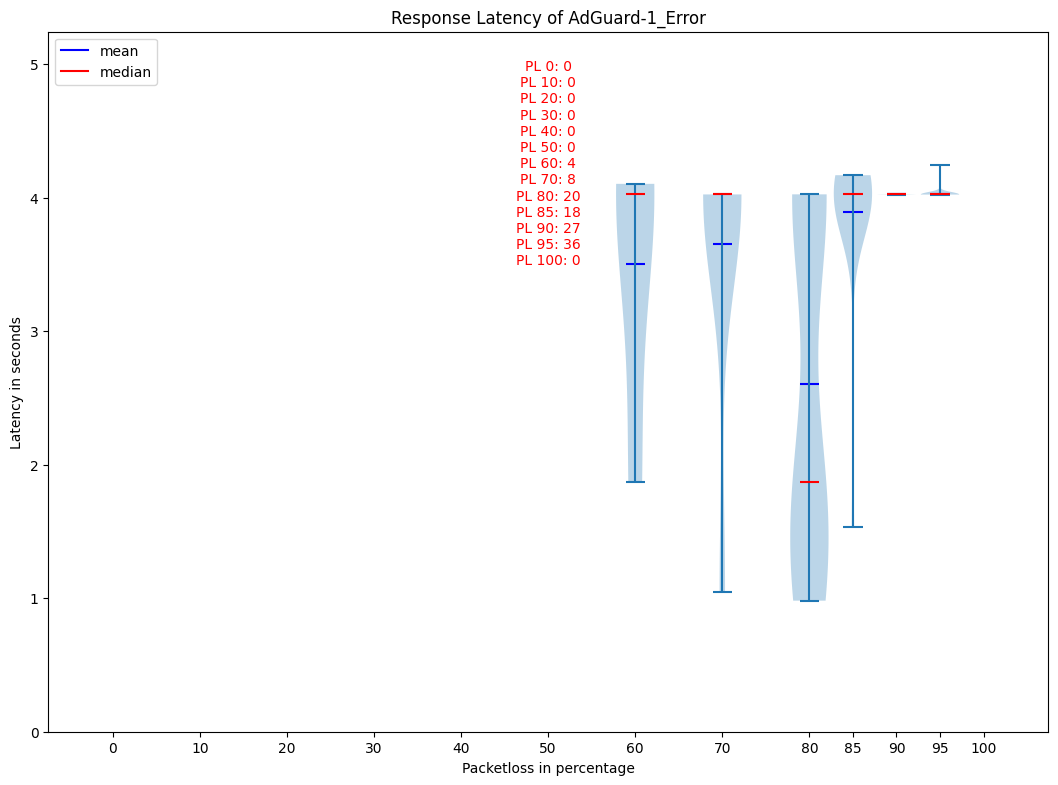 Response Latency of AdGuard-1_Error
mean
median
PL 0: 0
PL 10: 0
PL 20: 0
PL 30: 0
PL 40: 0
PL 50: 0
PL 60: 4
PL 70: 8
PL 80: 20
PL 85: 18
PL 90: 27
PL 95: 36
PL 100: 0
Latency in seconds
5
4
3
2
1
0
0 10 20 30 40 50 60 70 80 85 90 95 100
Packetloss in percentage